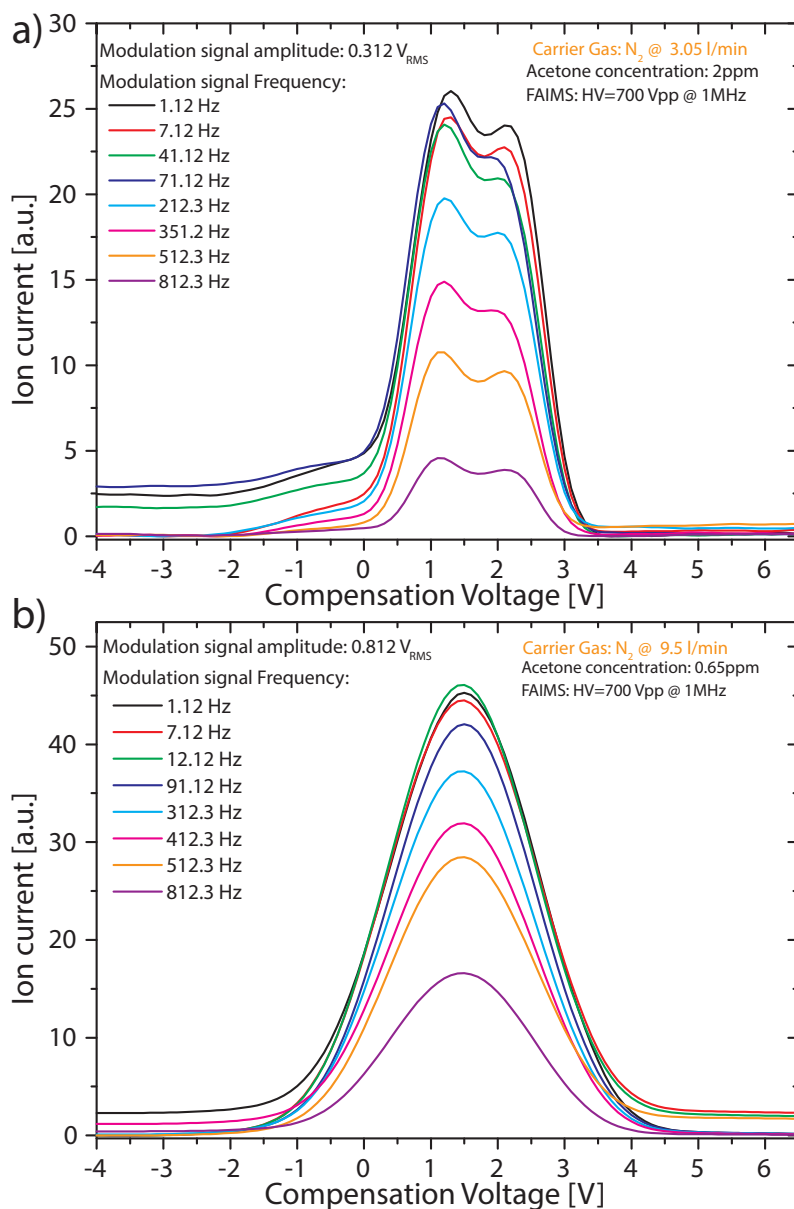 a)
Modulation signal amplitude: 0.312 V_RMS
Modulation signal Frequency:
1.12 Hz
7.12 Hz
41.12 Hz
71.12 Hz
212.3 Hz
351.2 Hz
512.3 Hz
812.3 Hz
Carrier Gas: N₂ @ 3.05 l/min
Acetone concentration: 2ppm
FAIMS: HV=700 Vpp @ 1MHz
Ion current [a.u.]
30
25
20
15
10
5
0
-4 -3 -2 -1 0 1 2 3 4 5 6
Compensation Voltage [V]
b)
Modulation signal amplitude: 0.812 V_RMS
Modulation signal Frequency:
1.12 Hz
7.12 Hz
12.12 Hz
91.12 Hz
312.3 Hz
412.3 Hz
512.3 Hz
812.3 Hz
Carrier Gas: N₂ @ 9.5 l/min
Acetone concentration: 0.65ppm
FAIMS: HV=700 Vpp @ 1MHz
Ion current [a.u.]
50
40
30
20
10
0
-4 -3 -2 -1 0 1 2 3 4 5 6
Compensation Voltage [V]